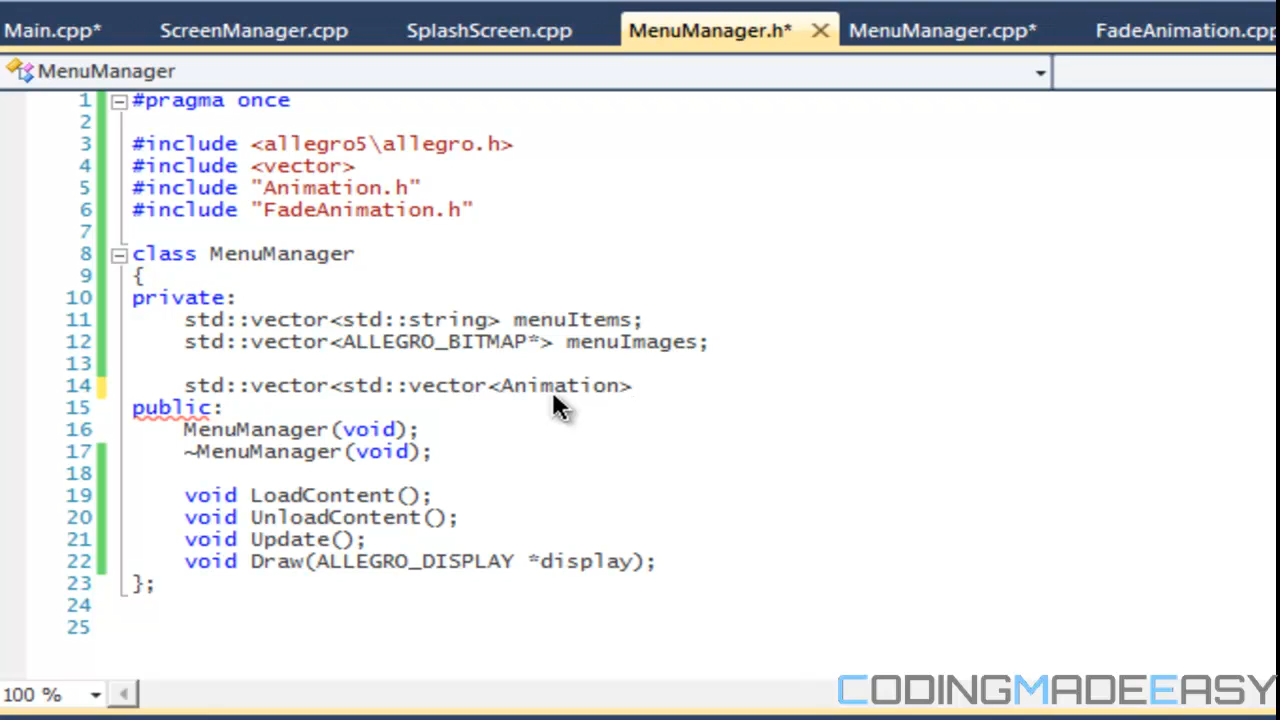 Main.cpp* ScreenManager.cpp SplashScreen.cpp MenuManager.h* MenuManager.cpp* FadeAnimation.cpp
MenuManager
1 #pragma once
2
3 #include <allegro5\allegro.h>
4 #include <vector>
5 #include "Animation.h"
6 #include "FadeAnimation.h"
7
8 class MenuManager
9 {
10 private:
11 std::vector<std::string> menuItems;
12 std::vector<ALLEGRO_BITMAP*> menuImages;
13
14 std::vector<std::vector<Animation>
15 public:
16 MenuManager(void);
17 ~MenuManager(void);
18
19 void LoadContent();
20 void UnloadContent();
21 void Update();
22 void Draw(ALLEGRO_DISPLAY *display);
23 };
24
25
100 %
CODINGMADEEASY